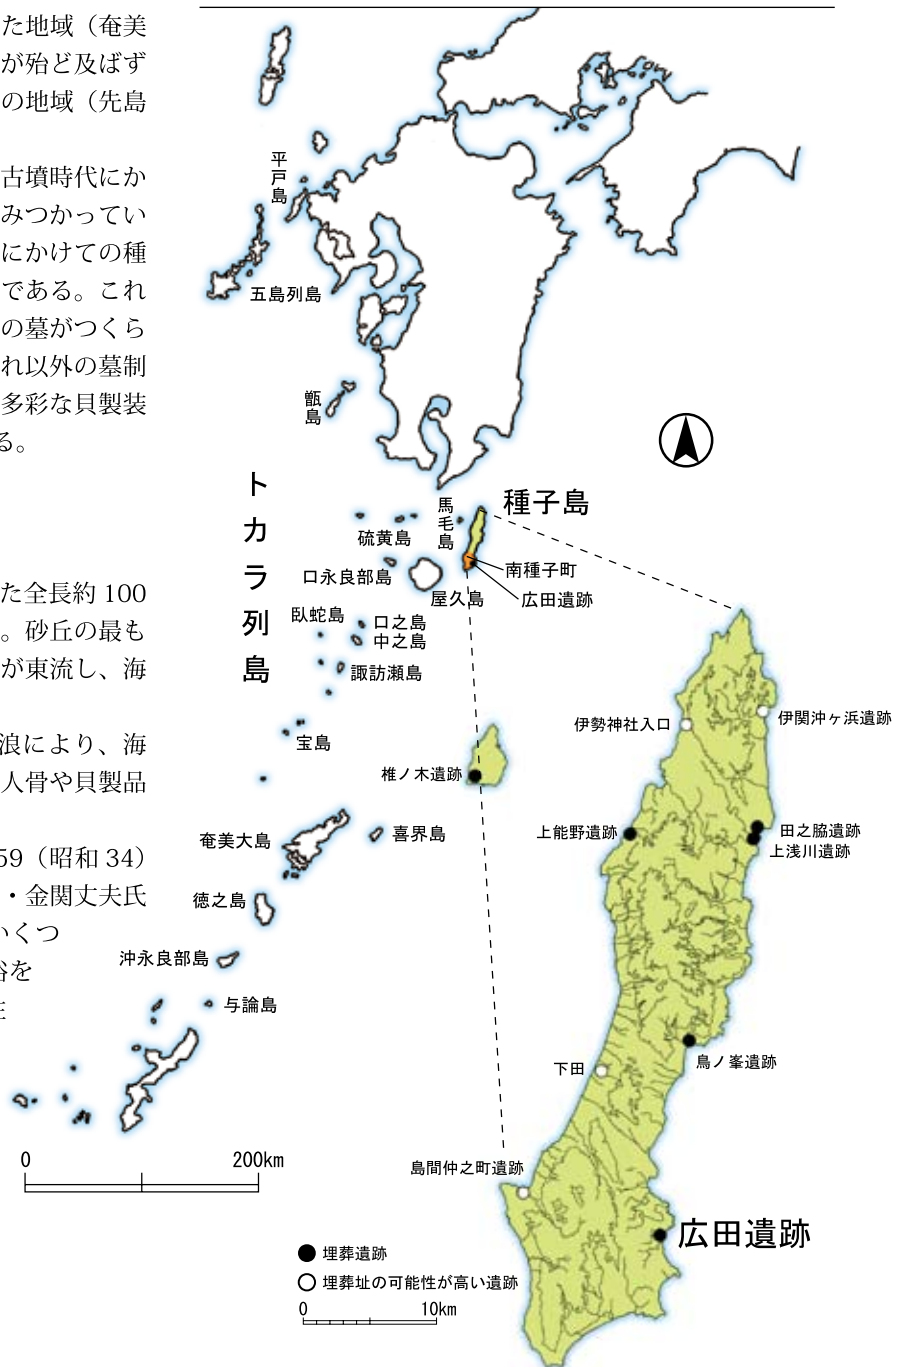 た地域（奄美
が殆ど及ばず
の地域（先島
古墳時代にか
みつかってい
にかけての種
である。これ
の墓がつくら
れ以外の墓制
多彩な貝製装
る。
た全長約 100
。砂丘の最も
が東流し、海
浪により、海
人骨や貝製品
59（昭和 34）
・金関丈夫氏
いくつ
俗を
平戸島
五島列島
甑島
トカラ列島
馬毛島
種子島
硫黄島
口永良部島
南種子町
屋久島
広田遺跡
臥蛇島
口之島
中之島
諏訪瀬島
宝島
奄美大島
喜界島
徳之島
沖永良部島
与論島
0 200km
伊勢神社入口
伊関沖ヶ浜遺跡
椎ノ木遺跡
上能野遺跡
田之脇遺跡
上浅川遺跡
鳥ノ峯遺跡
下田
島間仲之町遺跡
広田遺跡
埋葬遺跡
埋葬址の可能性が高い遺跡
0 10km